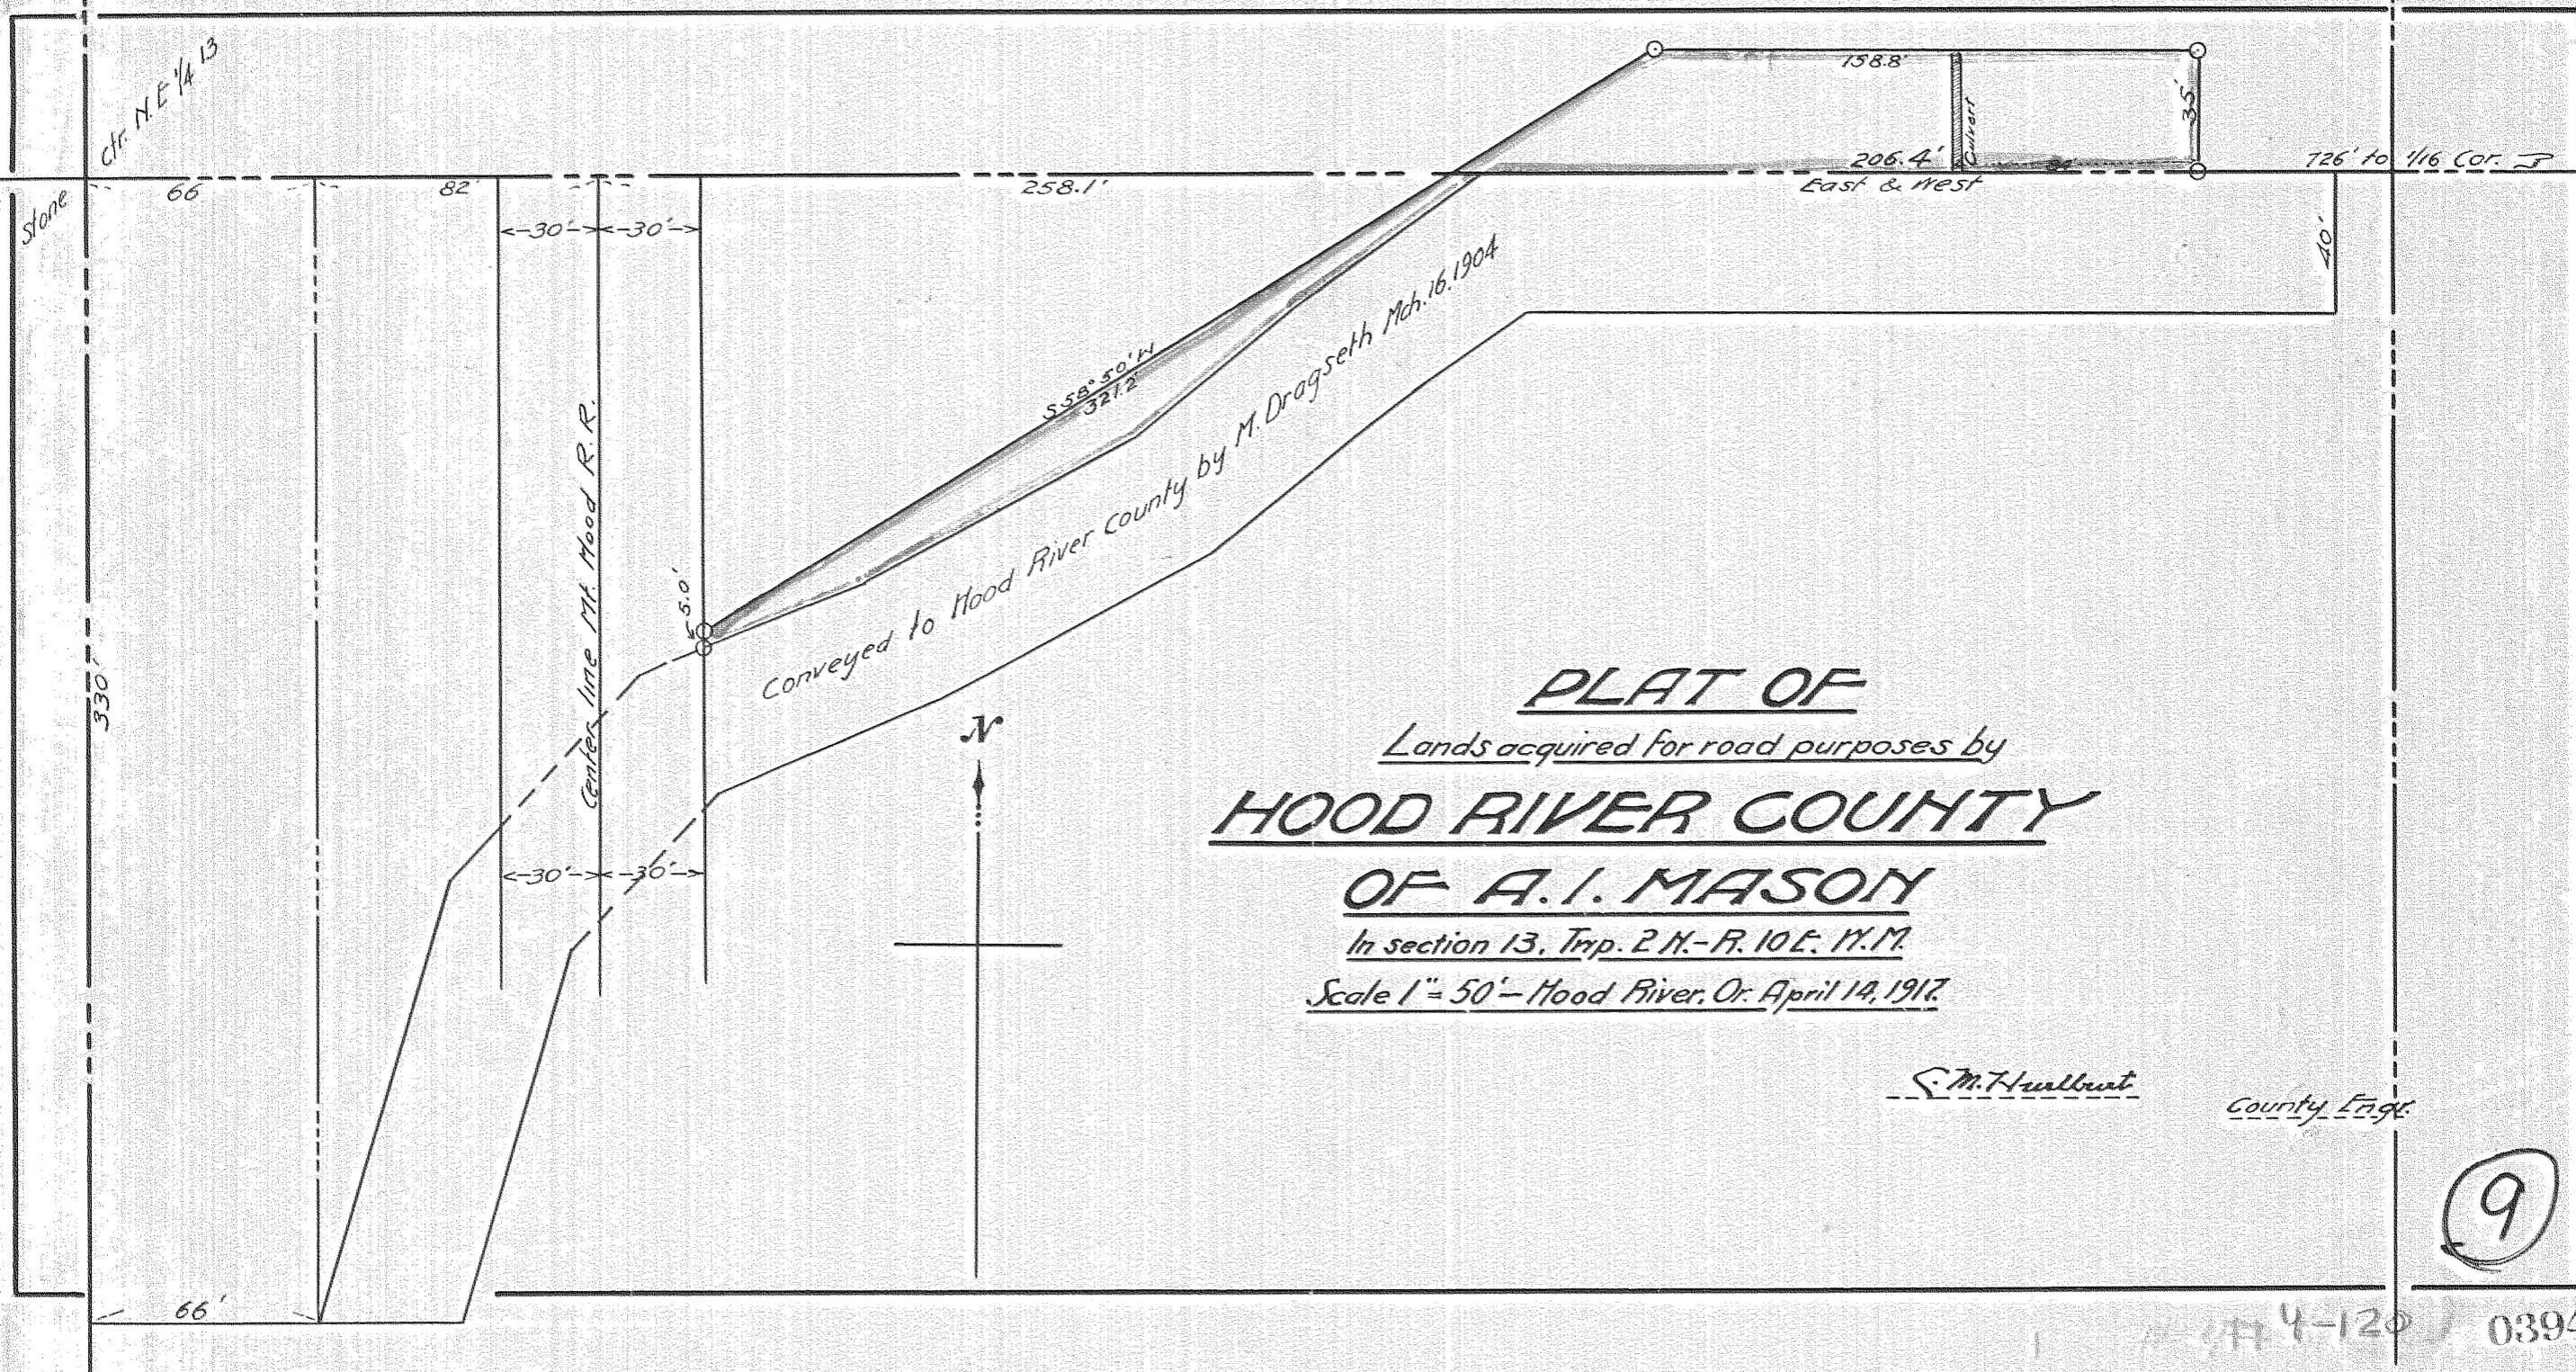 Ctr. N.E 1/4 13
Stone
66
82'
258.1'
158.8'
Culvert
35'
206.4'
East & West
726' to 1/16 Cor.
40'
30'
30'
S 58° 50' W
321.2'
Conveyed to Hood River County by M. Dragseth Mch. 16. 1904
5.0'
Center line Mt. Hood R.R.
330'
30'
30'
N
66'
PLAT OF
Lands acquired for road purposes by
HOOD RIVER COUNTY
OF A.I. MASON
In section 13, Twp. 2 N.- R. 10 E. W.M.
Scale 1" = 50' - Hood River, Or. April 14, 1917.
C. M. Hurlburt
County Engr.
9
4-120
0394